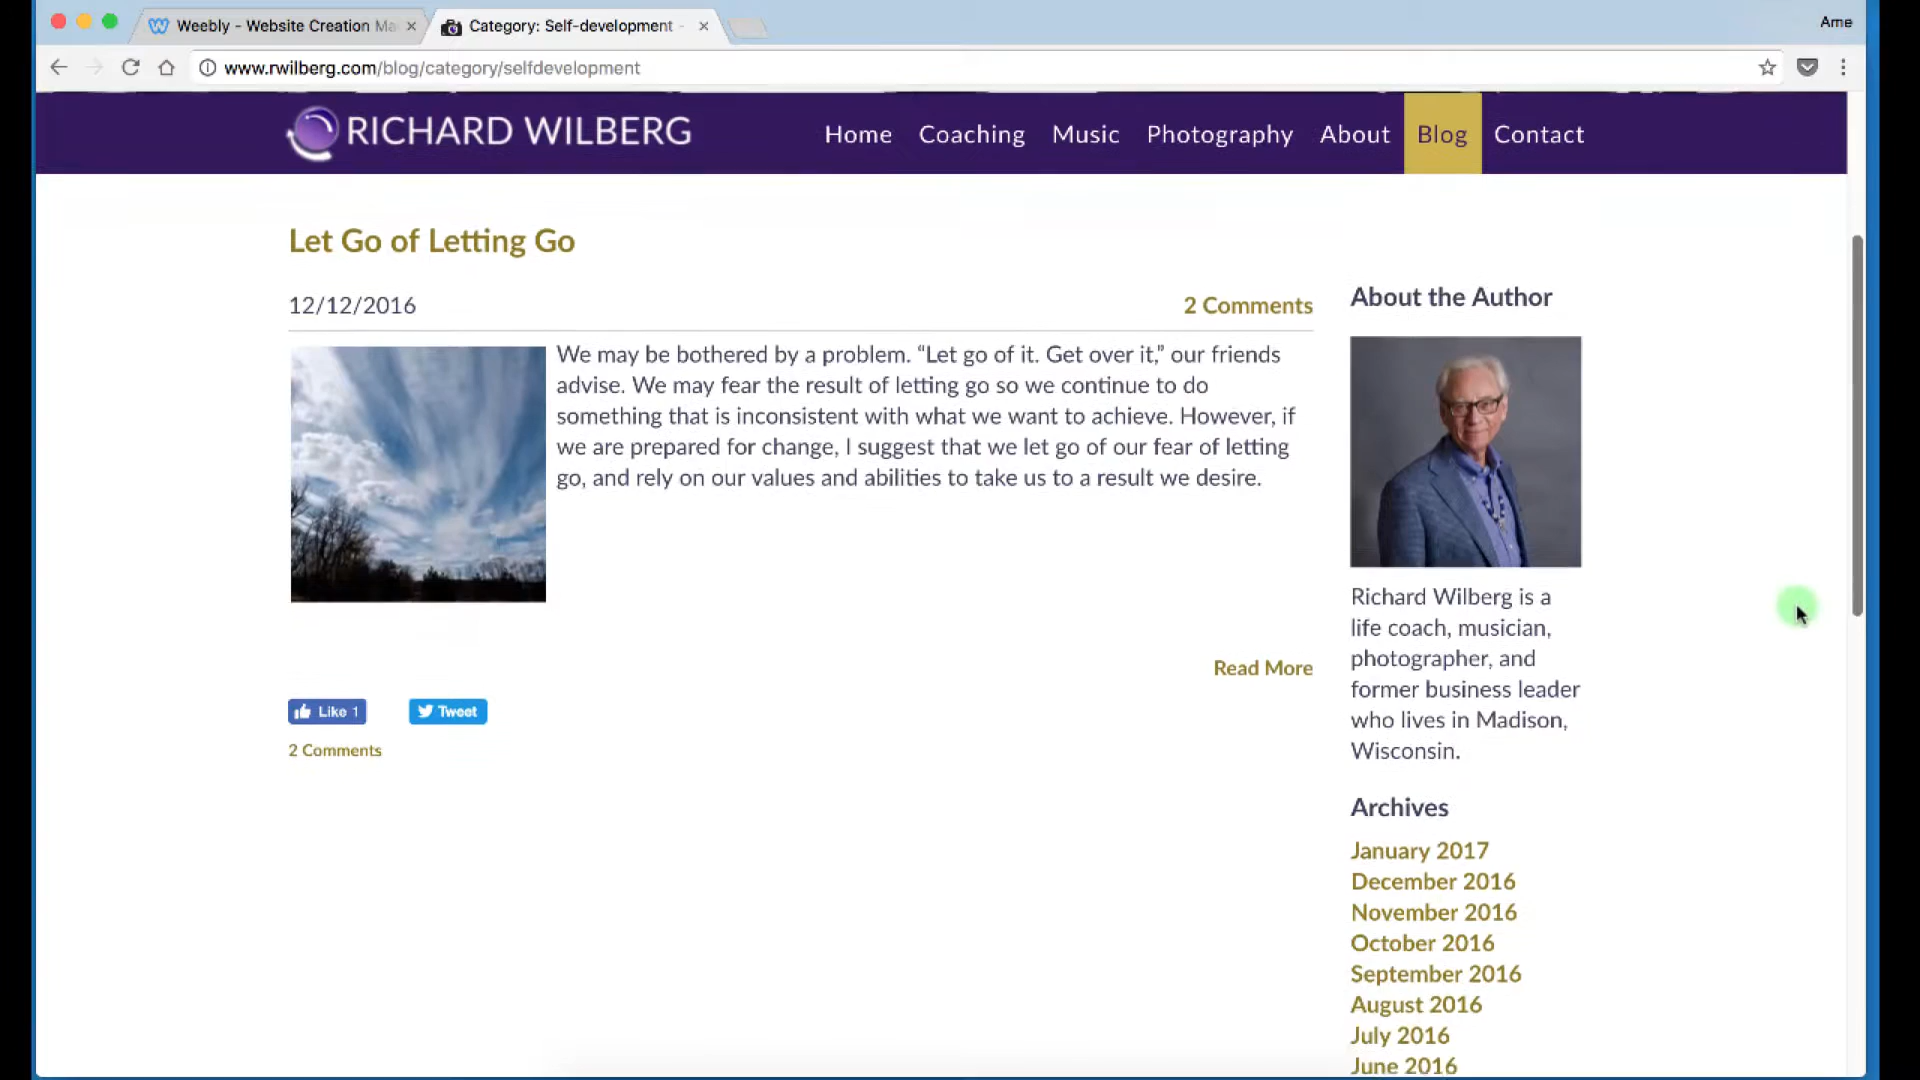 Weebly - Website Creation Ma
Category: Self-development -
Ame
www.rwilberg.com/blog/category/selfdevelopment
RICHARD WILBERG
Home Coaching Music Photography About Blog Contact
Let Go of Letting Go
12/12/2016
2 Comments
We may be bothered by a problem. “Let go of it. Get over it,” our friends
advise. We may fear the result of letting go so we continue to do
something that is inconsistent with what we want to achieve. However, if
we are prepared for change, I suggest that we let go of our fear of letting
go, and rely on our values and abilities to take us to a result we desire.
Read More
Like 1
Tweet
2 Comments
About the Author
Richard Wilberg is a
life coach, musician,
photographer, and
former business leader
who lives in Madison,
Wisconsin.
Archives
January 2017
December 2016
November 2016
October 2016
September 2016
August 2016
July 2016
June 2016